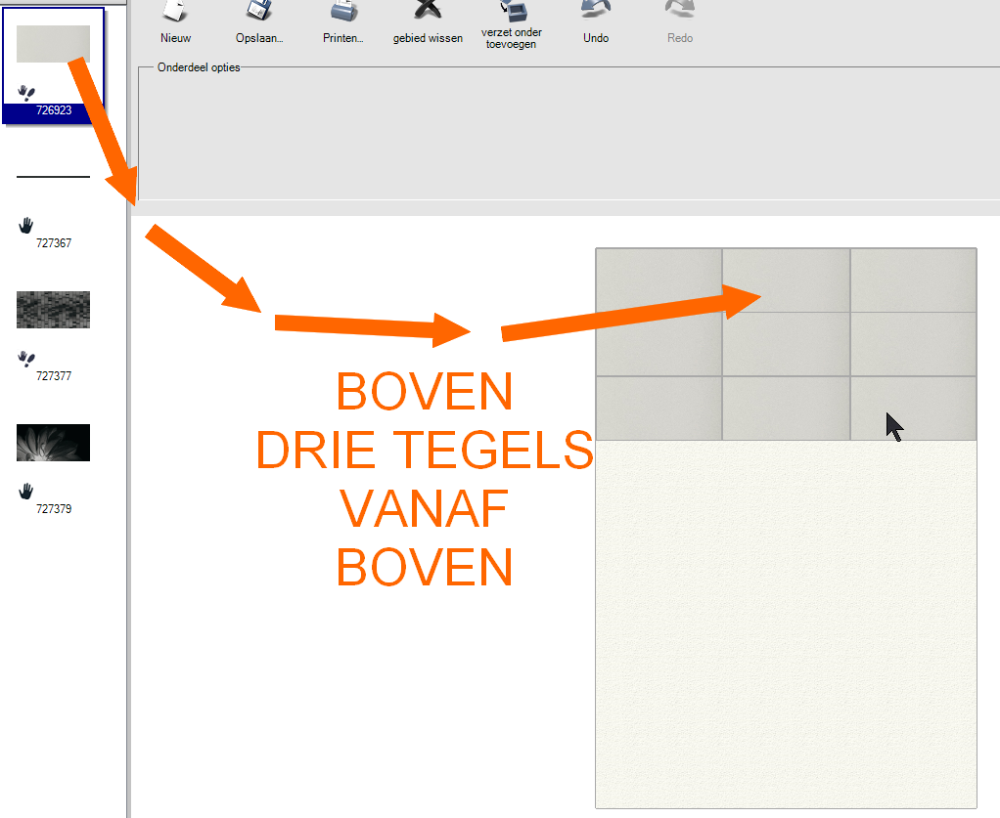 Nieuw
Opslaan...
Printen...
gebied wissen
verzet onder
toevoegen
Undo
Redo
Onderdeel opties
726923
727367
727377
727379
BOVEN
DRIE TEGELS
VANAF
BOVEN